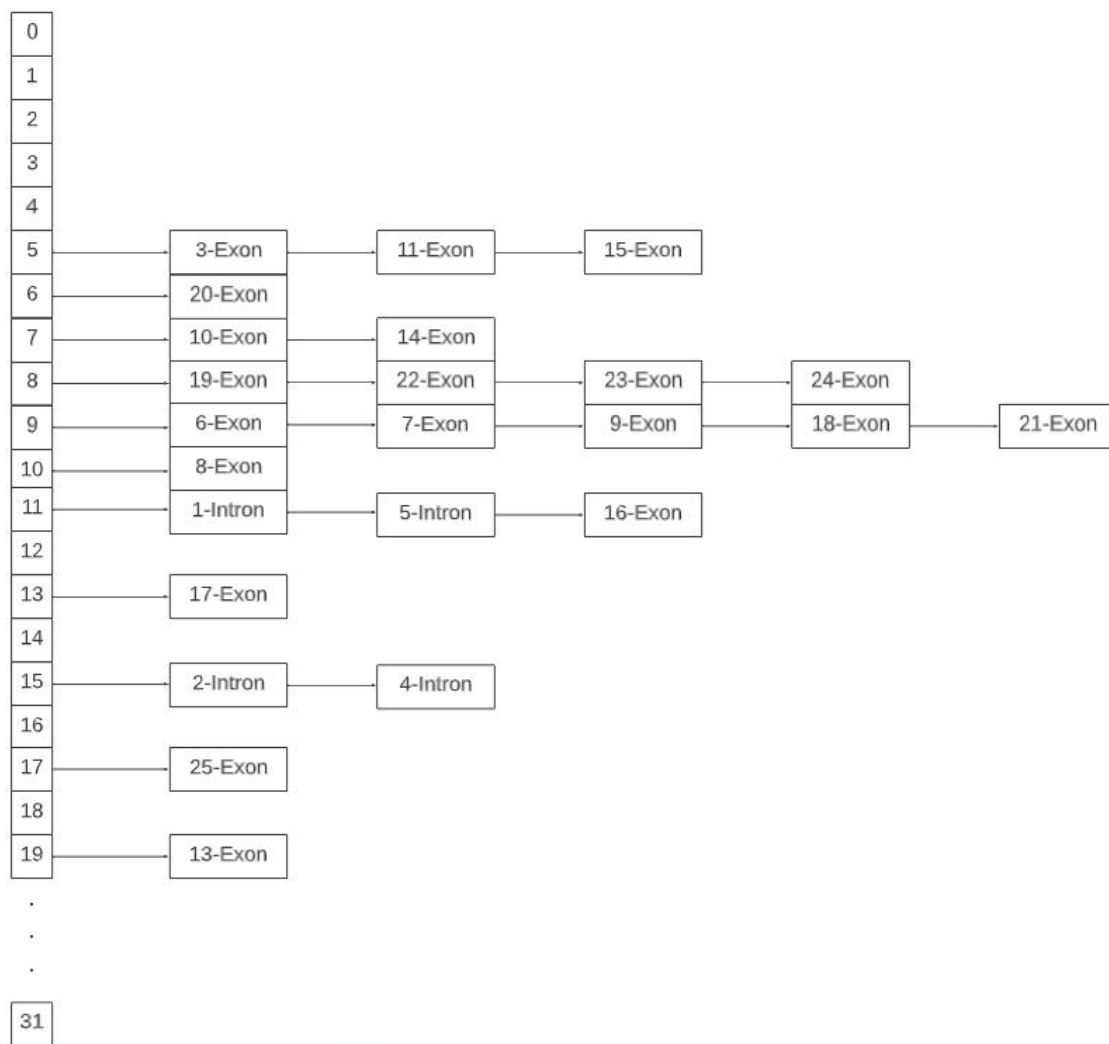 0
1
2
3
4
5 3-Exon 11-Exon 15-Exon
6 20-Exon
7 10-Exon 14-Exon
8 19-Exon 22-Exon 23-Exon 24-Exon
9 6-Exon 7-Exon 9-Exon 18-Exon 21-Exon
10 8-Exon
11 1-Intron 5-Intron 16-Exon
12
13 17-Exon
14
15 2-Intron 4-Intron
16
17 25-Exon
18
19 13-Exon
.
.
.
31